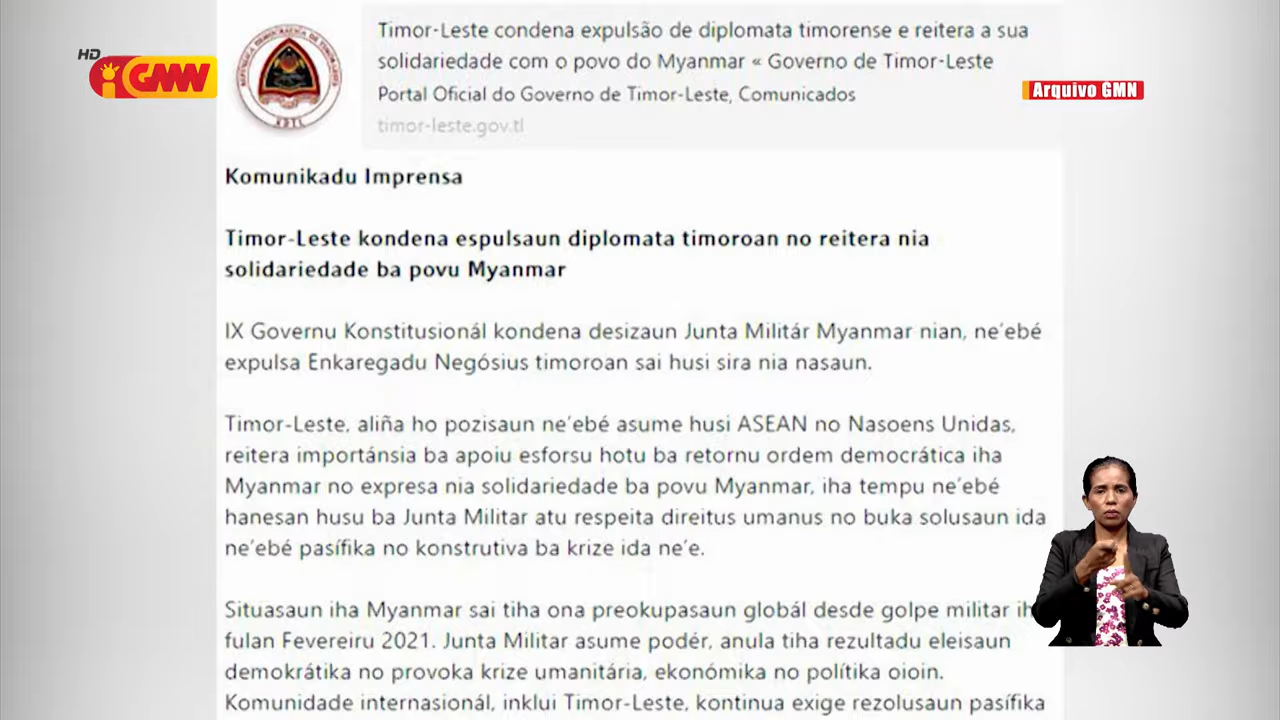 HD
GMN
Arquivo GMN
Timor-Leste condena expulsão de diplomata timorense e reitera a sua
solidariedade com o povo do Myanmar « Governo de Timor-Leste
Portal Oficial do Governo de Timor-Leste, Comunicados
timor-leste.gov.tl
Komunikadu Imprensa
Timor-Leste kondena espulsaun diplomata timoroan no reitera nia
solidariedade ba povu Myanmar
IX Governu Konstitusionál kondena desizaun Junta Militár Myanmar nian, ne'ebé
expulsa Enkaregadu Negósius timoroan sai husi sira nia nasaun.
Timor-Leste, aliña ho pozisaun ne'ebé asume husi ASEAN no Nasoens Unidas,
reitera importánsia ba apoiu esforsu hotu ba retornu ordem democrática iha
Myanmar no expresa nia solidariedade ba povu Myanmar, iha tempu ne'ebé
hanesan husu ba Junta Militar atu respeita direitus umanus no buka solusaun ida
ne'ebé pasífika no konstrutiva ba krize ida ne'e.
Situasaun iha Myanmar sai tiha ona preokupasaun globál desde golpe militar ih
fulan Fevereiru 2021. Junta Militar asume podér, anula tiha rezultadu eleisaun
demokrátika no provoka krize umanitária, ekonómika no polítika oioin.
Komunidade internasionál, inklui Timor-Leste, kontinua exige rezolusaun pasífika